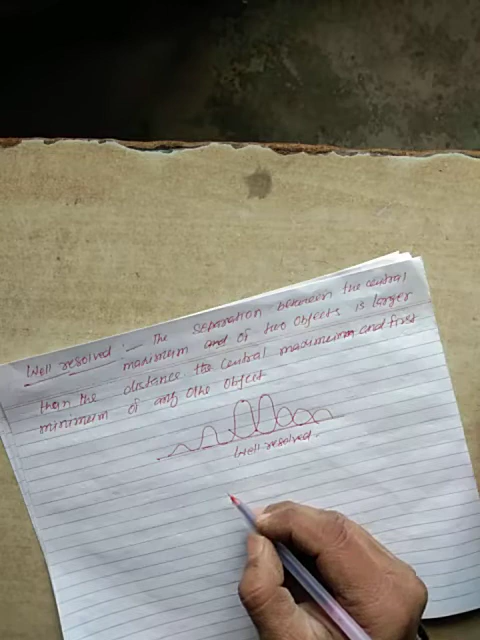 Well resolved :- The separation between the central
maximum and of two objects is larger
than the distance the central maximum and first
minimum of any othe object
Well resolved.